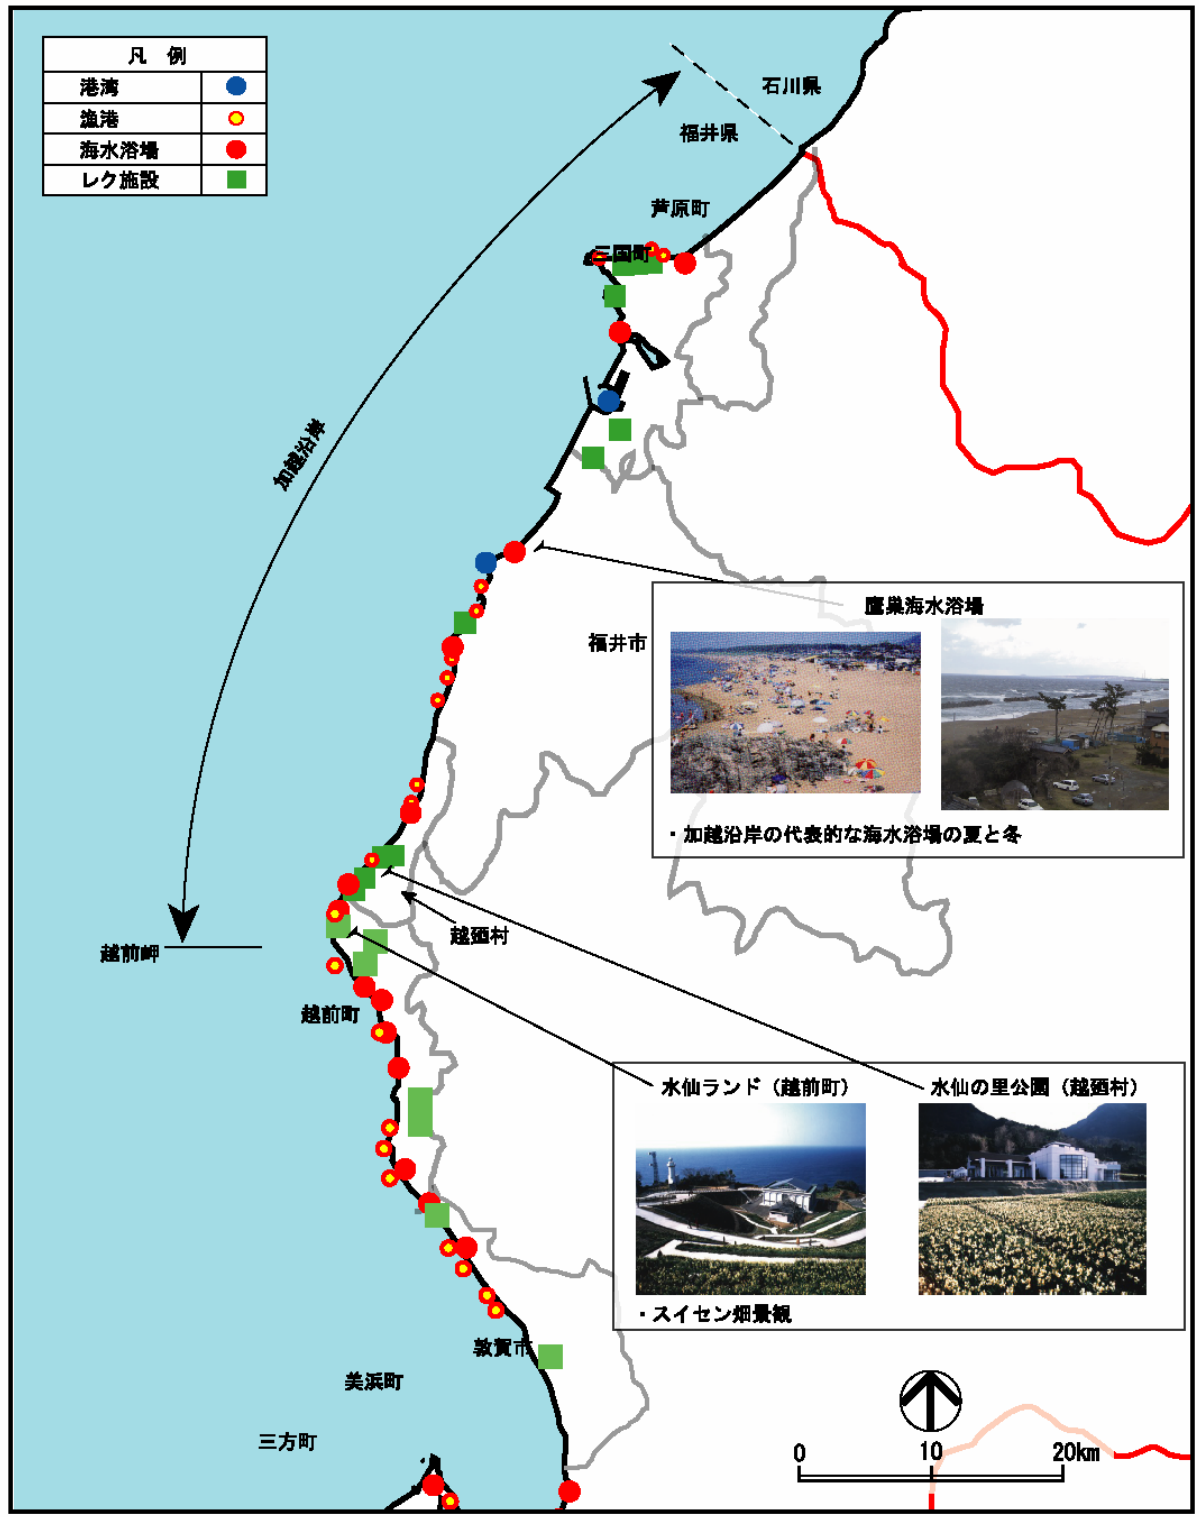 凡 例
港湾
漁港
海水浴場
レク施設
石川県
福井県
芦原町
三国町
加越沿岸
鷹巣海水浴場
福井市
・加越沿岸の代表的な海水浴場の夏と冬
越前岬
越廼村
越前町
水仙ランド（越前町）
水仙の里公園（越廼村）
・スイセン畑景観
敦賀市
美浜町
三方町
0 10 20km